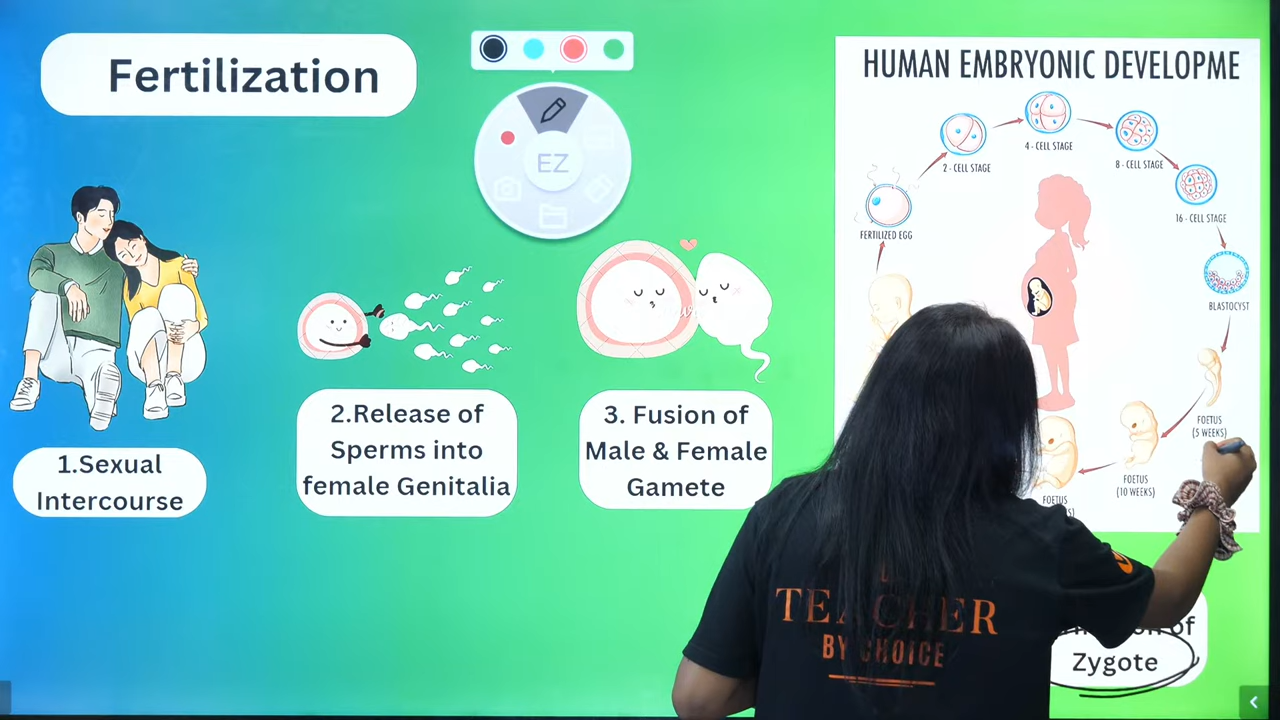 Fertilization
EZ
HUMAN EMBRYONIC DEVELOPME
2 - CELL STAGE
4 - CELL STAGE
8 - CELL STAGE
16 - CELL STAGE
FERTILIZED EGG
BLASTOCYST
FOETUS
(5 WEEKS)
FOETUS
(10 WEEKS)
FOETUS
1.Sexual
Intercourse
2.Release of
Sperms into
female Genitalia
3. Fusion of
Male & Female
Gamete
of
Zygote
TEACHER
BY CHOICE